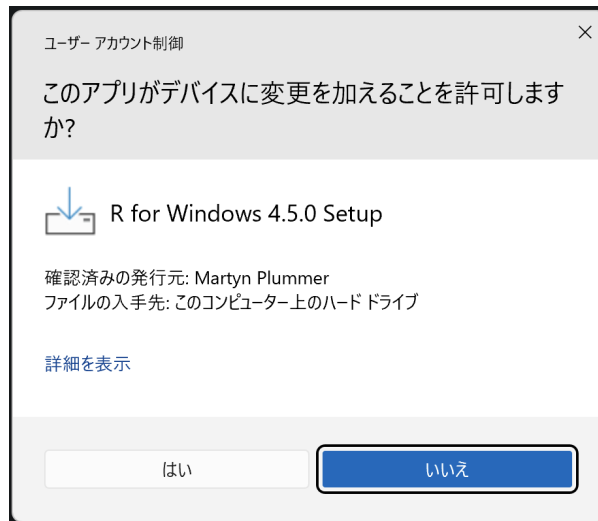 ユーザー アカウント制御
このアプリがデバイスに変更を加えることを許可します
か?
R for Windows 4.5.0 Setup
確認済みの発行元: Martyn Plummer
ファイルの入手先: このコンピューター上のハード ドライブ
詳細を表示
はい
いいえ